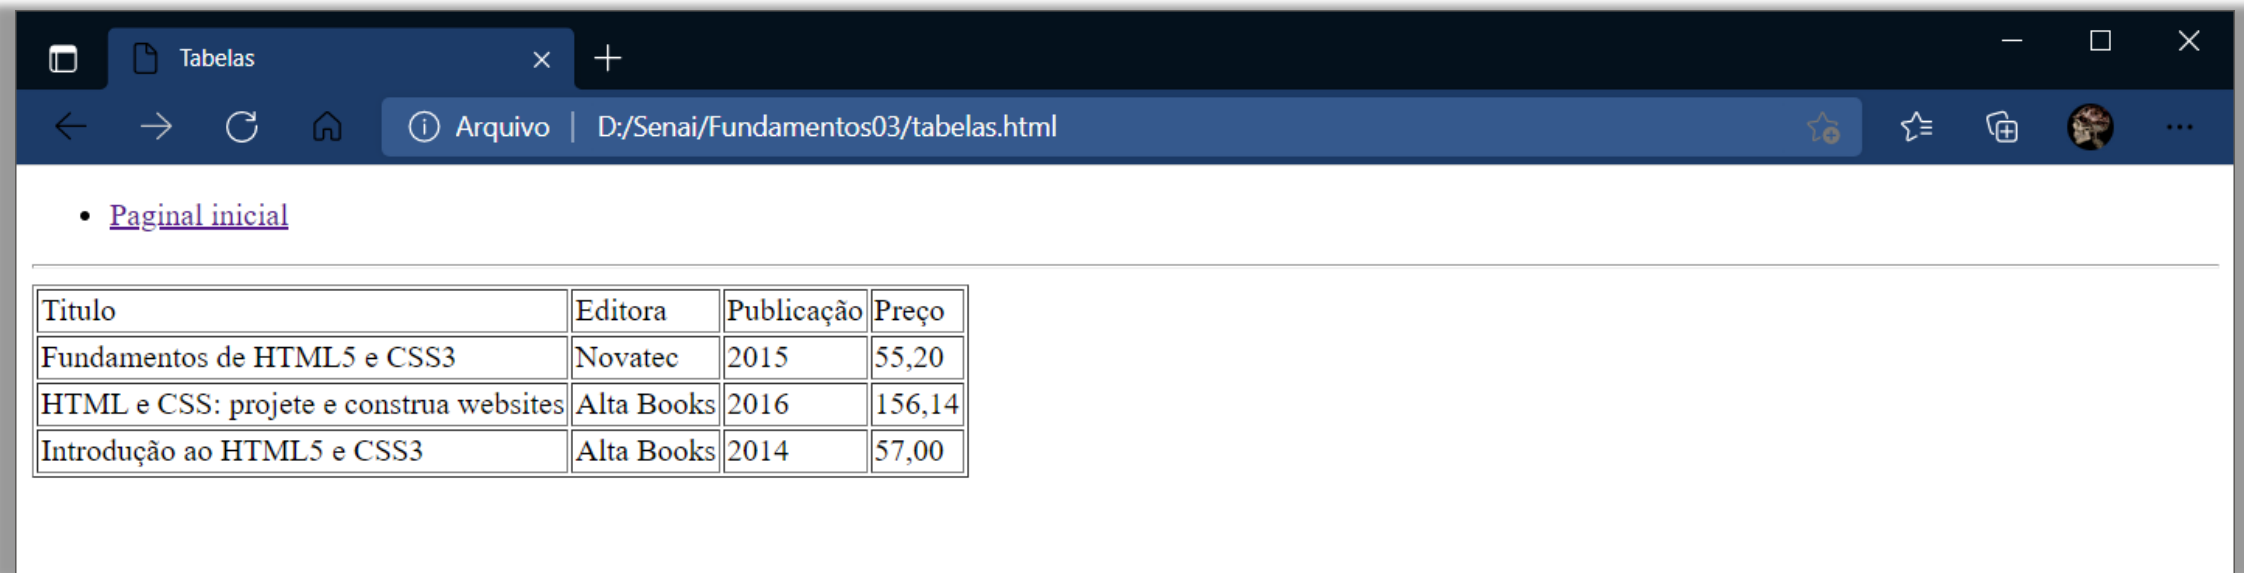 Tabelas
Arquivo | D:/Senai/Fundamentos03/tabelas.html
Paginal inicial
Titulo Editora Publicação Preço
Fundamentos de HTML5 e CSS3 Novatec 2015 55,20
HTML e CSS: projete e construa websites Alta Books 2016 156,14
Introdução ao HTML5 e CSS3 Alta Books 2014 57,00